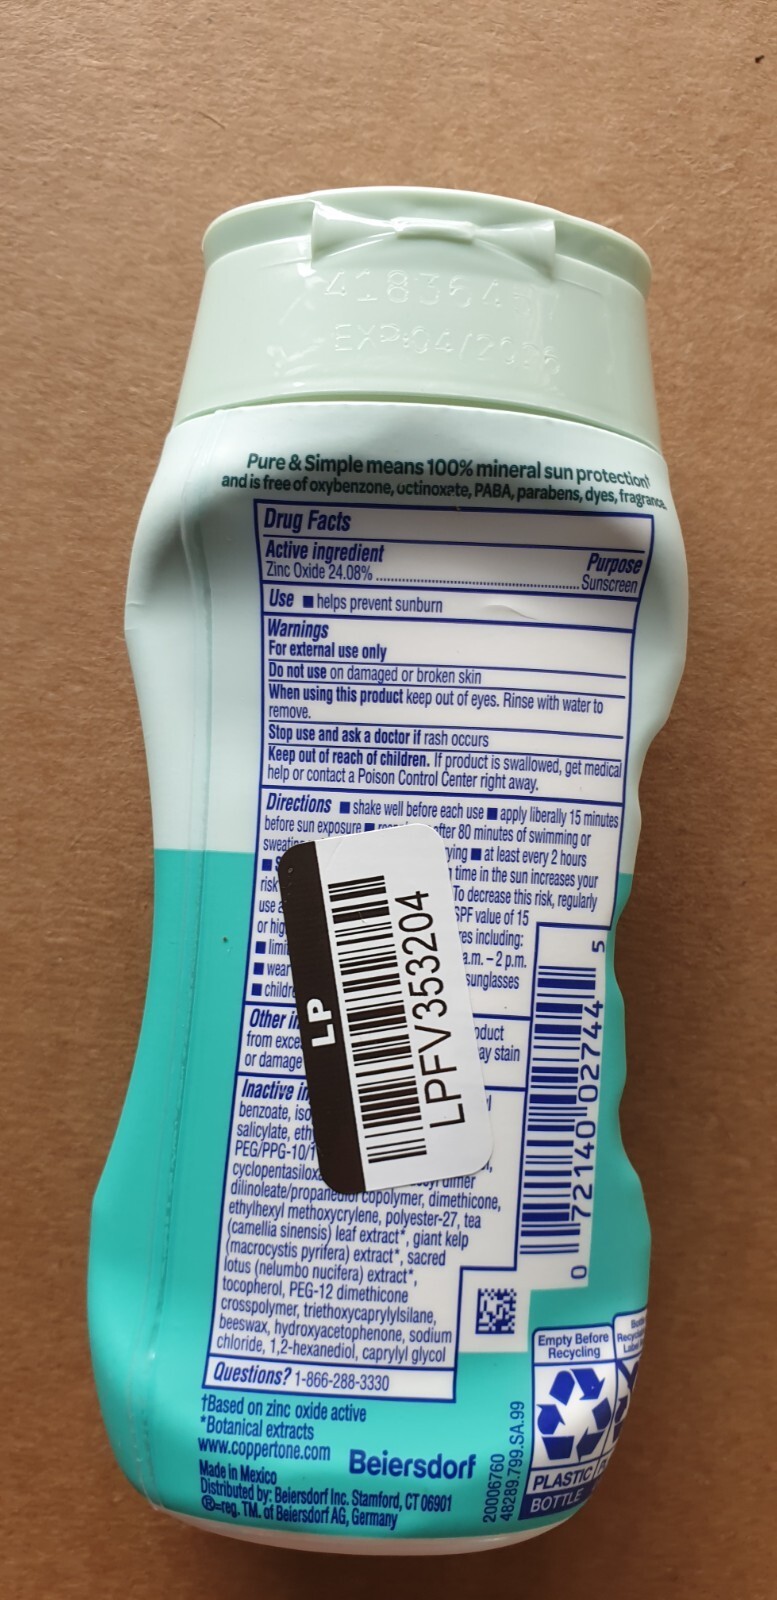 EXP:04/2026
Pure & Simple means 100% mineral sun protection†
and is free of oxybenzone, octinoxate, PABA, parabens, dyes, fragrance
Drug Facts
Active ingredient Purpose
Zinc Oxide 24.08% ........ Sunscreen
Use ■ helps prevent sunburn
Warnings
For external use only
Do not use on damaged or broken skin
When using this product keep out of eyes. Rinse with water to
remove.
Stop use and ask a doctor if rash occurs
Keep out of reach of children. If product is swallowed, get medical
help or contact a Poison Control Center right away.
Directions ■ shake well before each use ■ apply liberally 15 minutes
before sun exposure ■ after 80 minutes of swimming or
■ at least every 2 hours
time in the sun increases your
risk To decrease this risk, regularly
use a SPF value of 15
or including:
■ a.m. – 2 p.m.
■ wear sunglasses
■
Other
from
or damage stain
Inactive
benzoate,
salicylate,
PEG/PPG-10/1
dimer
dilinoleate/propanediol copolymer, dimethicone,
ethylhexyl methoxycrylene, polyester-27, tea
(camellia sinensis) leaf extract*, giant kelp
(macrocystis pyrifera) extract*, sacred
lotus (nelumbo nucifera) extract*,
tocopherol, PEG-12 dimethicone
crosspolymer, triethoxycaprylylsilane,
beeswax, hydroxyacetophenone, sodium
chloride, 1,2-hexanediol, caprylyl glycol
Questions? 1-866-288-3330
†Based on zinc oxide active
*Botanical extracts
www.coppertone.com
Beiersdorf
Made in Mexico
Distributed by: Beiersdorf Inc. Stamford, CT 06901
®=reg. TM. of Beiersdorf AG, Germany
LP
LPFV353204
0 72140 02744 5
20006760
48289.799.SA.99
Empty Before
Recycling
PLASTIC
BOTTLE